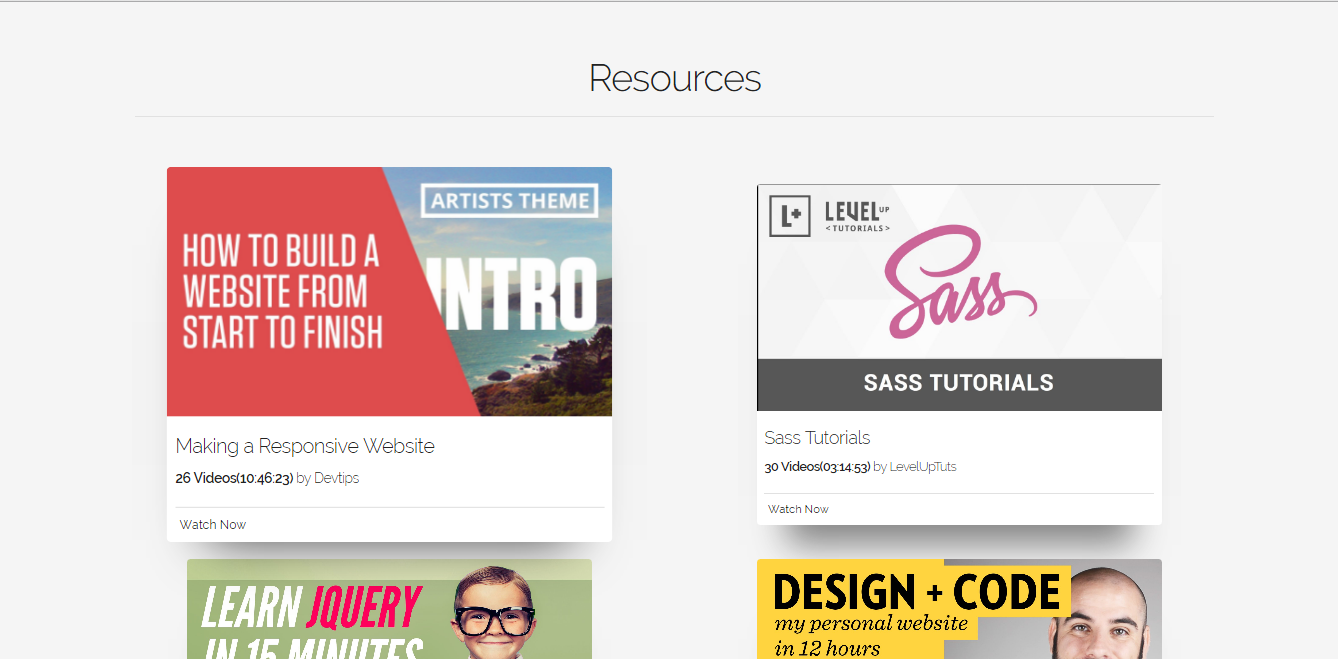 Resources
HOW TO BUILD A
WEBSITE FROM
START TO FINISH
ARTISTS THEME
INTRO
Making a Responsive Website
26 Videos(10:46:23) by Devtips
Watch Now
L+
LEVEL UP
<TUTORIALS>
Sass
SASS TUTORIALS
Sass Tutorials
30 Videos(03:14:53) by LevelUpTuts
Watch Now
LEARN JQUERY
IN 15 MINUTES
DESIGN + CODE
my personal website
in 12 hours